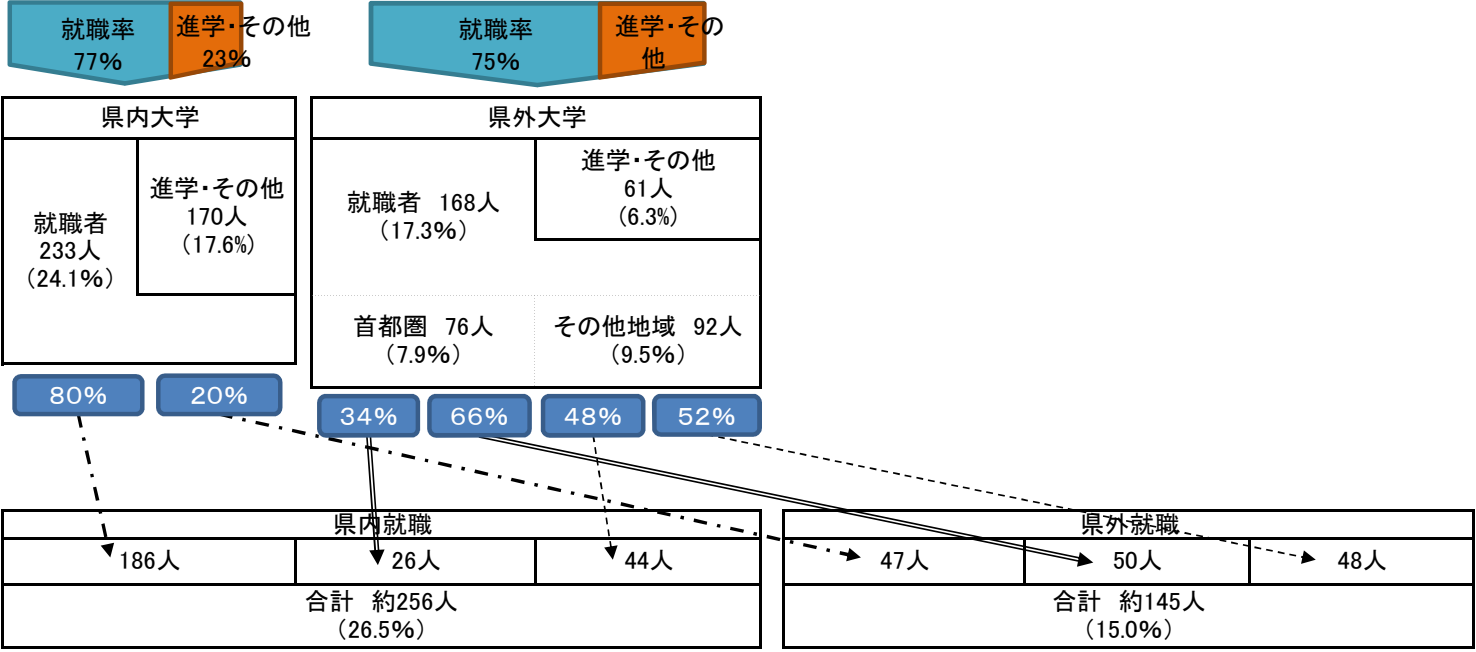 就職率
77%
進学・その他
23%
就職率
75%
進学・その
他
県内大学
就職者
233人
（24.1%）
進学・その他
170人
（17.6%）
県外大学
就職者　168人
（17.3%）
進学・その他
61人
（6.3%）
首都圏　76人
（7.9%）
その他地域　92人
（9.5%）
80%
20%
34%
66%
48%
52%
県内就職
186人
26人
44人
合計　約256人
（26.5%）
県外就職
47人
50人
48人
合計　約145人
（15.0%）